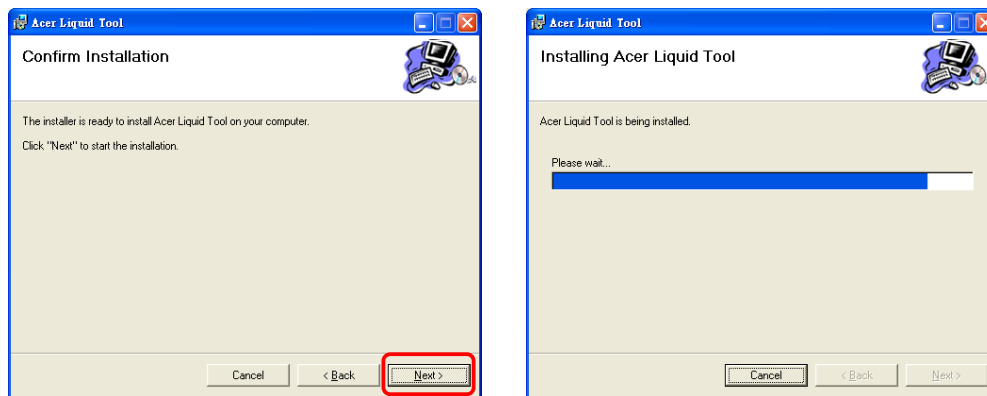 Acer Liquid Tool
Confirm Installation
The installer is ready to install Acer Liquid Tool on your computer.
Click "Next" to start the installation.
Cancel
< Back
Next >
Acer Liquid Tool
Installing Acer Liquid Tool
Acer Liquid Tool is being installed.
Please wait...
Cancel
< Back
Next >